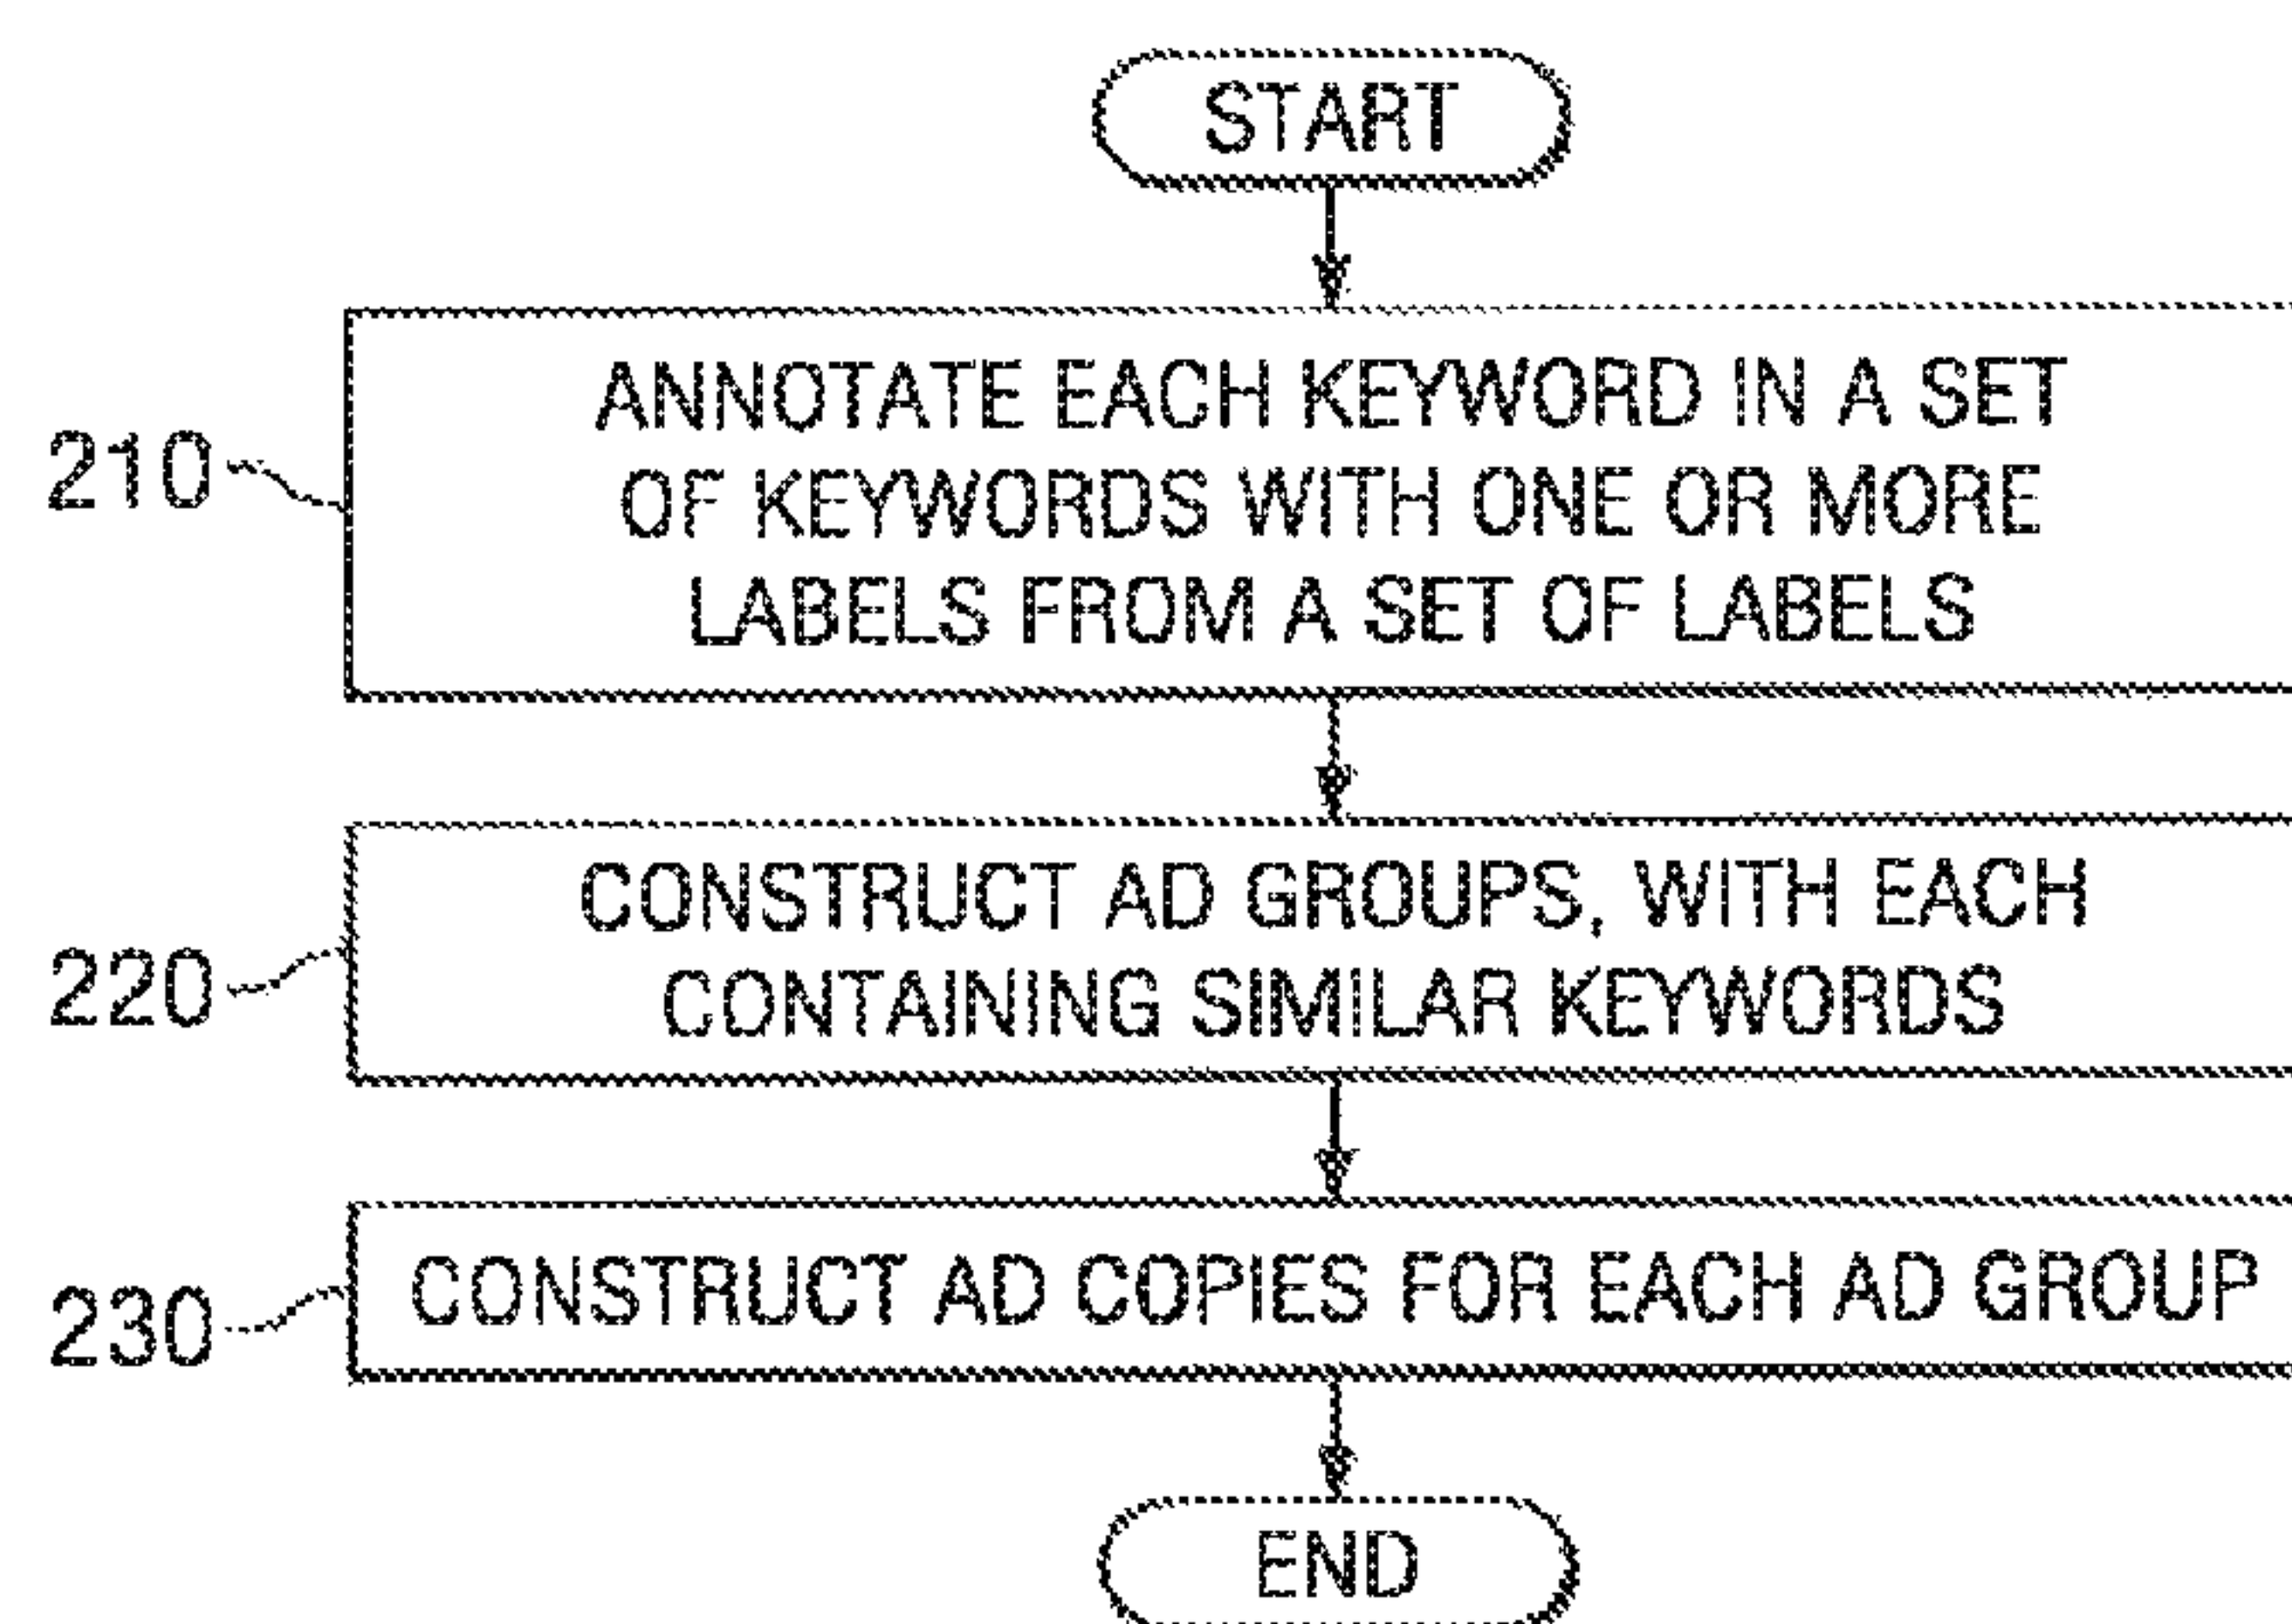 START
210
ANNOTATE EACH KEYWORD IN A SET
OF KEYWORDS WITH ONE OR MORE
LABELS FROM A SET OF LABELS
220
CONSTRUCT AD GROUPS, WITH EACH
CONTAINING SIMILAR KEYWORDS
230
CONSTRUCT AD COPIES FOR EACH AD GROUP
END